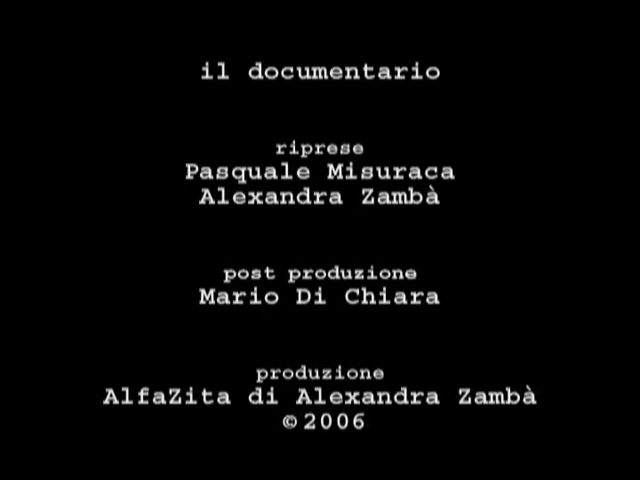 il documentario
riprese
Pasquale Misuraca
Alexandra Zambà
post produzione
Mario Di Chiara
produzione
AlfaZita di Alexandra Zambà
©2006